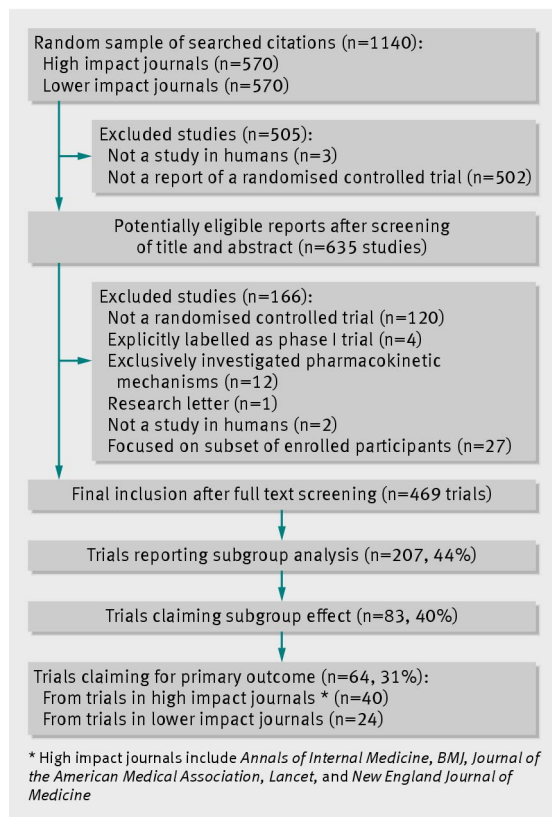 Random sample of searched citations (n=1140):
High impact journals (n=570)
Lower impact journals (n=570)
Excluded studies (n=505):
Not a study in humans (n=3)
Not a report of a randomised controlled trial (n=502)
Potentially eligible reports after screening
of title and abstract (n=635 studies)
Excluded studies (n=166):
Not a randomised controlled trial (n=120)
Explicitly labelled as phase I trial (n=4)
Exclusively investigated pharmacokinetic
mechanisms (n=12)
Research letter (n=1)
Not a study in humans (n=2)
Focused on subset of enrolled participants (n=27)
Final inclusion after full text screening (n=469 trials)
Trials reporting subgroup analysis (n=207, 44%)
Trials claiming subgroup effect (n=83, 40%)
Trials claiming for primary outcome (n=64, 31%):
From trials in high impact journals * (n=40)
From trials in lower impact journals (n=24)
* High impact journals include Annals of Internal Medicine, BMJ, Journal of
the American Medical Association, Lancet, and New England Journal of
Medicine